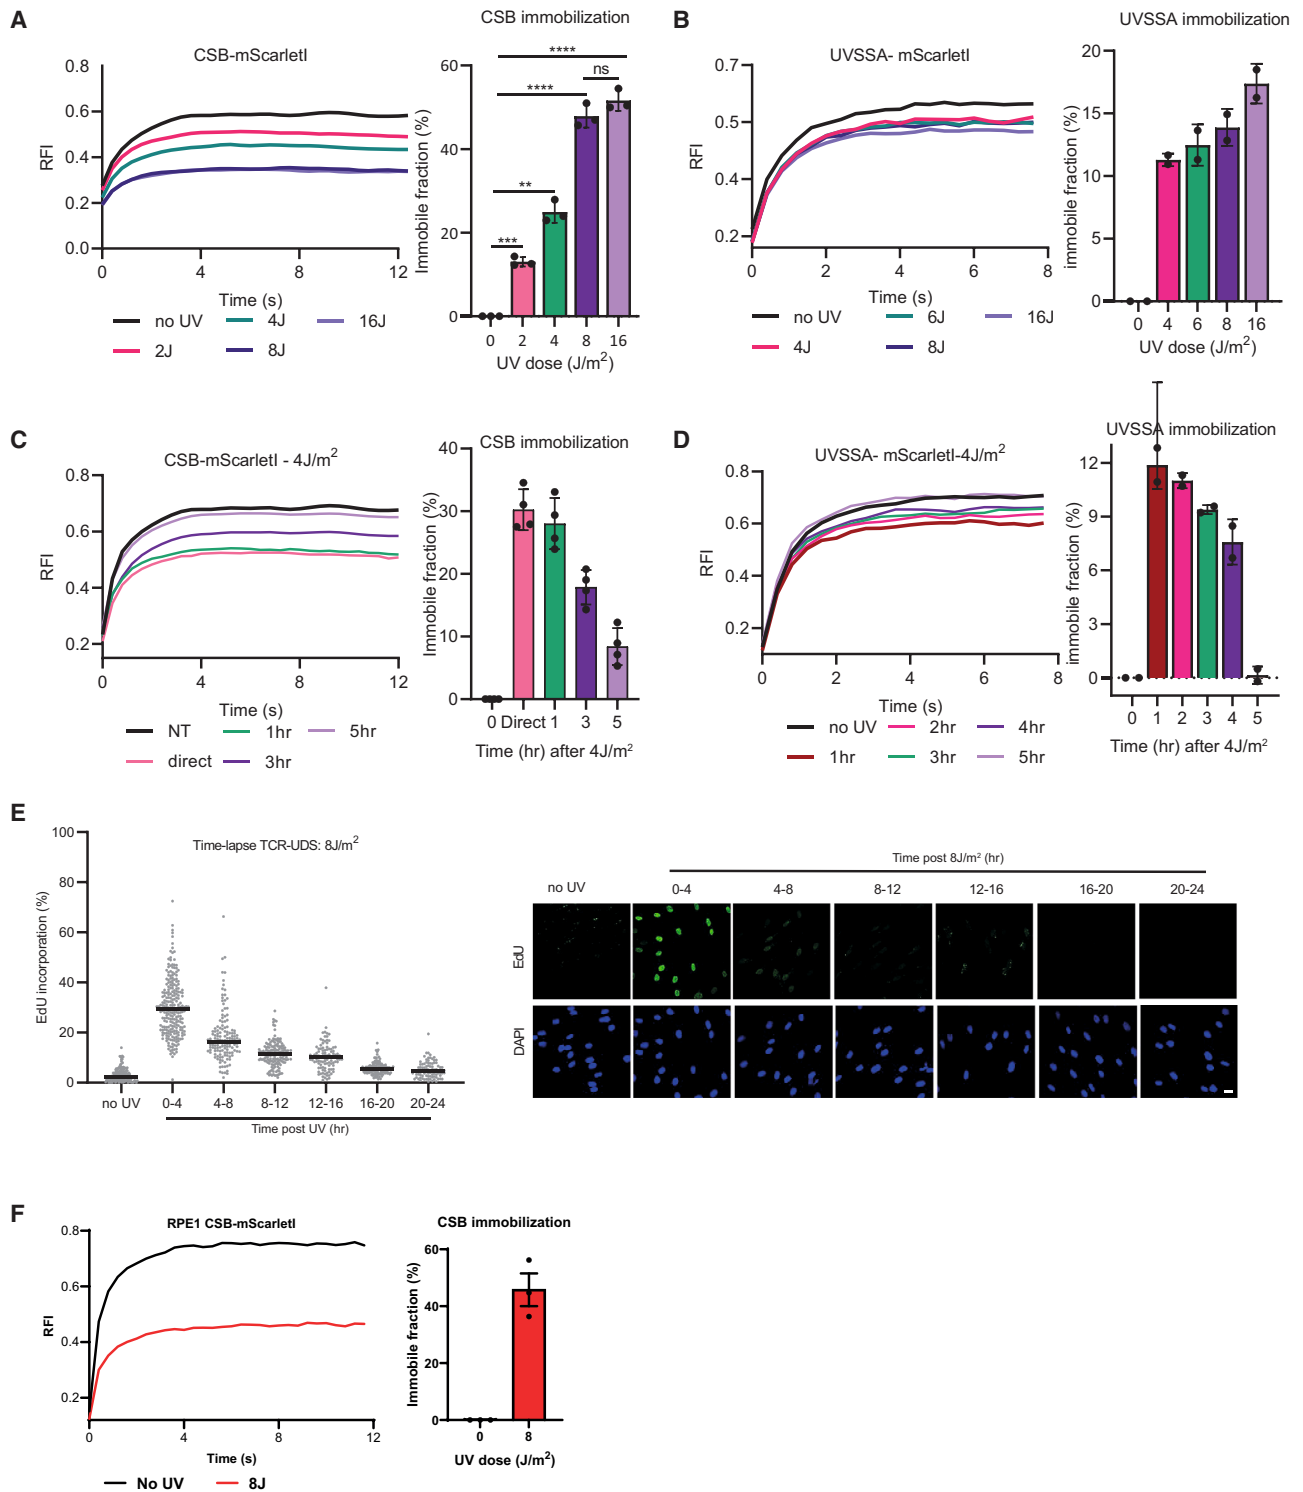 A
CSB-mScarletI
RFI
0.8
0.6
0.4
0.2
0.0
0 4 8 12
Time (s)
no UV 4J 16J
2J 8J
CSB immobilization
Immobile fraction (%)
60
40
20
0
**** 
ns
****
**
***
0 2 4 8 16
UV dose (J/m²)
B
UVSSA- mScarletI
RFI
0.7
0.5
0.4
0.2
0 2 4 6 8
Time (s)
no UV 6J 16J
4J 8J
UVSSA immobilization
immobile fraction (%)
20
15
10
5
0
0 4 6 8 16
UV dose (J/m²)
C
CSB-mScarletI - 4J/m²
RFI
0.8
0.6
0.4
0.2
0 4 8 12
Time (s)
NT 1hr 5hr
direct 3hr
CSB immobilization
Immobile fraction (%)
40
30
20
10
0
0 Direct 1 3 5
Time (hr) after 4J/m²
D
UVSSA- mScarletI-4J/m²
RFI
0.8
0.6
0.4
0.2
0 2 4 6 8
Time (s)
no UV 2hr 4hr
1hr 3hr 5hr
UVSSA immobilization
immobile fraction (%)
12
9
6
3
0
0 1 2 3 4 5
Time (hr) after 4J/m²
E
Time-lapse TCR-UDS: 8J/m²
EdU incorporation (%)
100
80
60
40
20
0
no UV 0-4 4-8 8-12 12-16 16-20 20-24
Time post UV (hr)
Time post 8J/m² (hr)
no UV 0-4 4-8 8-12 12-16 16-20 20-24
EdU
DAPI
F
RPE1 CSB-mScarletI
RFI
0.8
0.6
0.4
0.2
0 4 8 12
Time (s)
No UV 8J
CSB immobilization
Immobile fraction (%)
60
40
20
0
0 8
UV dose (J/m²)